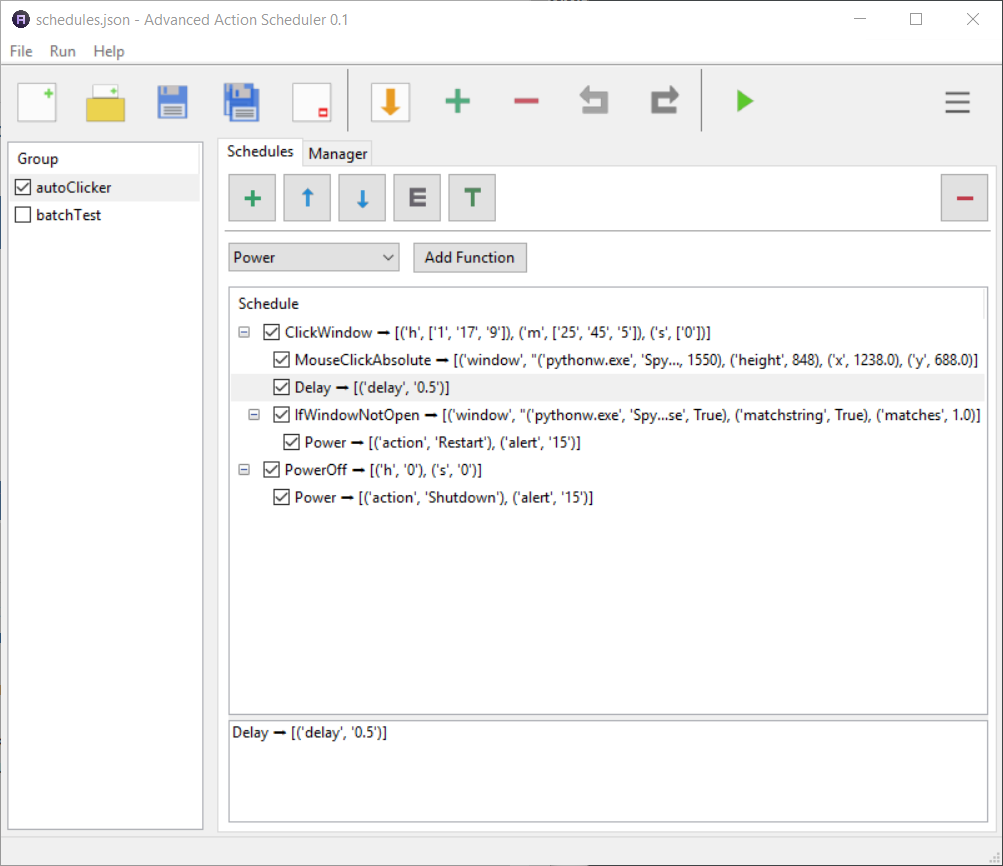 schedules.json - Advanced Action Scheduler 0.1
File Run Help
Group
autoClicker
batchTest
Schedules Manager
E T
Power Add Function
Schedule
ClickWindow ➞ [('h', ['1', '17', '9']), ('m', ['25', '45', '5']), ('s', ['0'])]
MouseClickAbsolute ➞ [('window', "('pythonw.exe', 'Spy..., 1550), ('height', 848), ('x', 1238.0), ('y', 688.0)]
Delay ➞ [('delay', '0.5')]
IfWindowNotOpen ➞ [('window', "('pythonw.exe', 'Spy...se', True), ('matchstring', True), ('matches', 1.0)]
Power ➞ [('action', 'Restart'), ('alert', '15')]
PowerOff ➞ [('h', '0'), ('s', '0')]
Power ➞ [('action', 'Shutdown'), ('alert', '15')]
Delay ➞ [('delay', '0.5')]